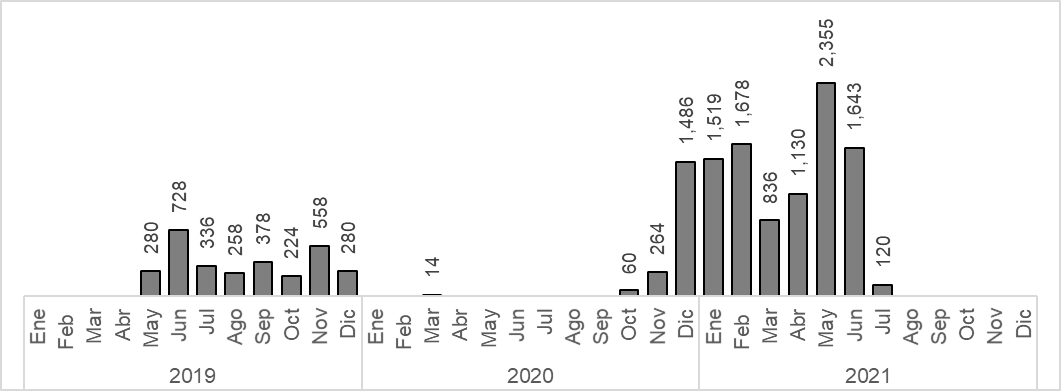 280 728 336 258 378 224 558 280 14 60 264 1,486 1,519 1,678 836 1,130 2,355 1,643 120
Ene Feb Mar Abr May Jun Jul Ago Sep Oct Nov Dic Ene Feb Mar Abr May Jun Jul Ago Sep Oct Nov Dic Ene Feb Mar Abr May Jun Jul Ago Sep Oct Nov Dic
2019 2020 2021